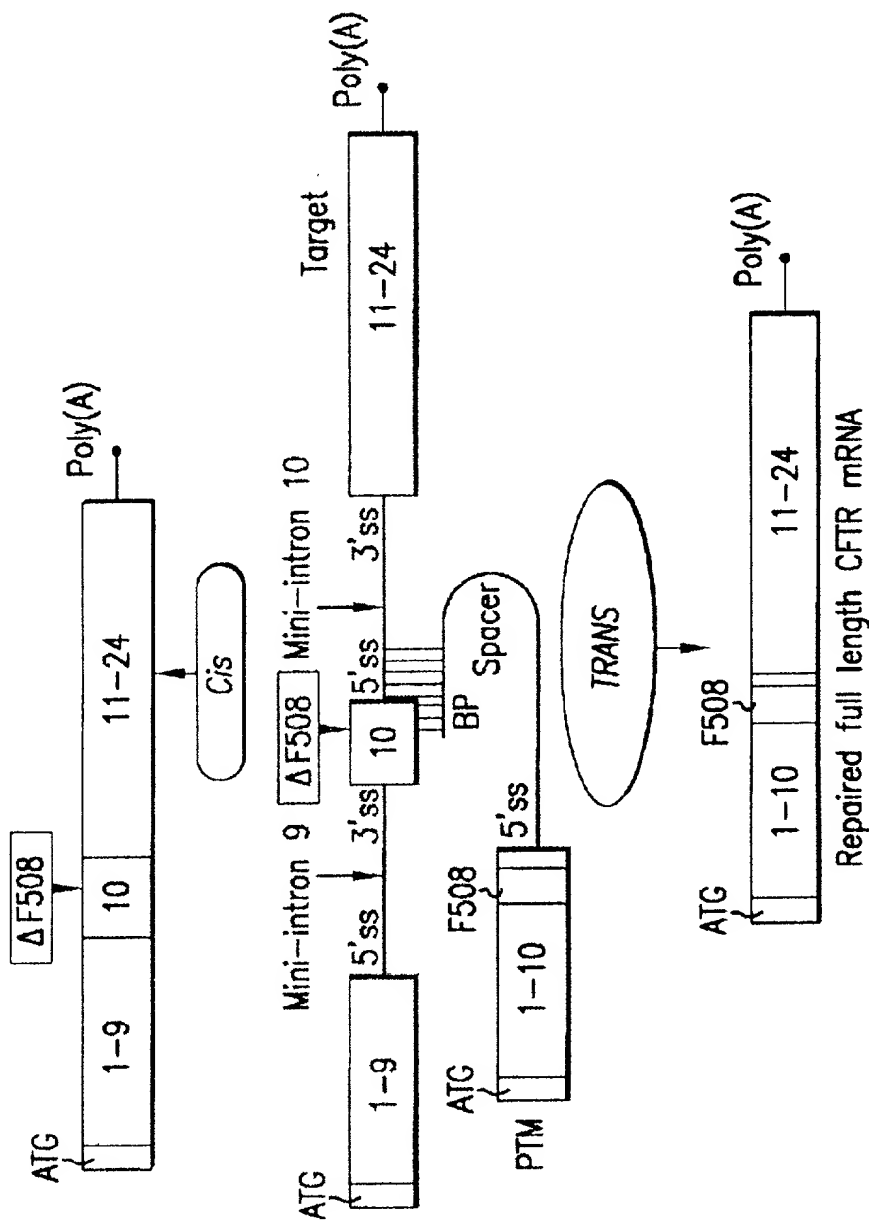 ΔF508
ATG
1-9
10
11-24
Poly(A)
Cis
ΔF508
Mini-intron 9
Mini-intron 10
Target
ATG
1-9
5'ss
3'ss
10
5'ss
3'ss
11-24
Poly(A)
BP
Spacer
PTM
ATG
1-10
F508
5'ss
TRANS
ATG
1-10
F508
11-24
Poly(A)
Repaired full length CFTR mRNA